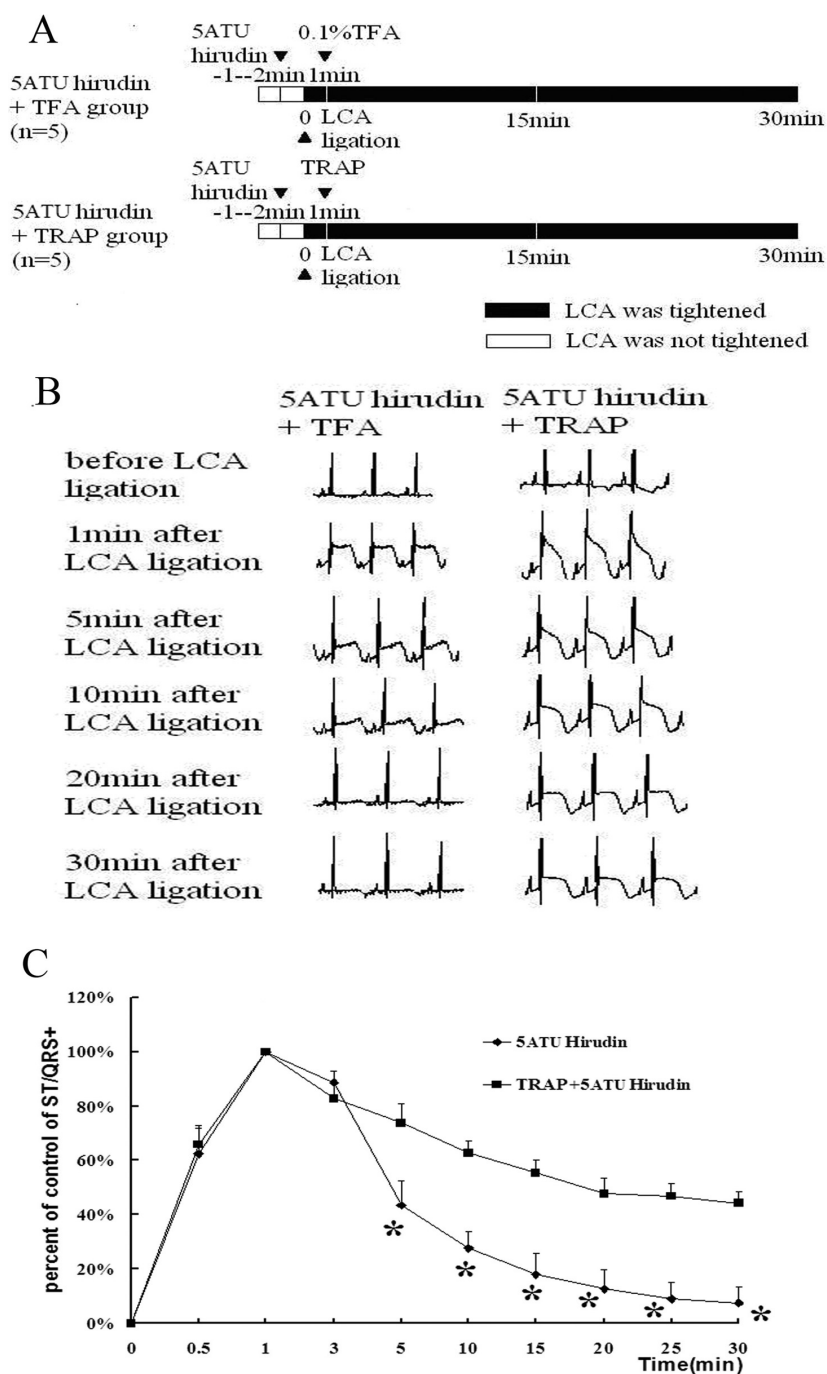 A
5ATU 0.1%TFA
hirudin
-1--2min 1min
5ATU hirudin
+ TFA group
(n=5)
0 LCA 15min 30min
ligation
5ATU TRAP
hirudin
-1--2min 1min
5ATU hirudin
+ TRAP group
(n=5)
0 LCA 15min 30min
ligation
LCA was tightened
LCA was not tightened
B
5ATU hirudin 5ATU hirudin
+ TFA + TRAP
before LCA
ligation
1min after
LCA ligation
5min after
LCA ligation
10min after
LCA ligation
20min after
LCA ligation
30min after
LCA ligation
C
percent of control of ST/QRS+
120%
100%
80%
60%
40%
20%
0%
5ATU Hirudin
TRAP+5ATU Hirudin
* * * * * *
0 0.5 1 3 5 10 15 20 25 30
Time(min)